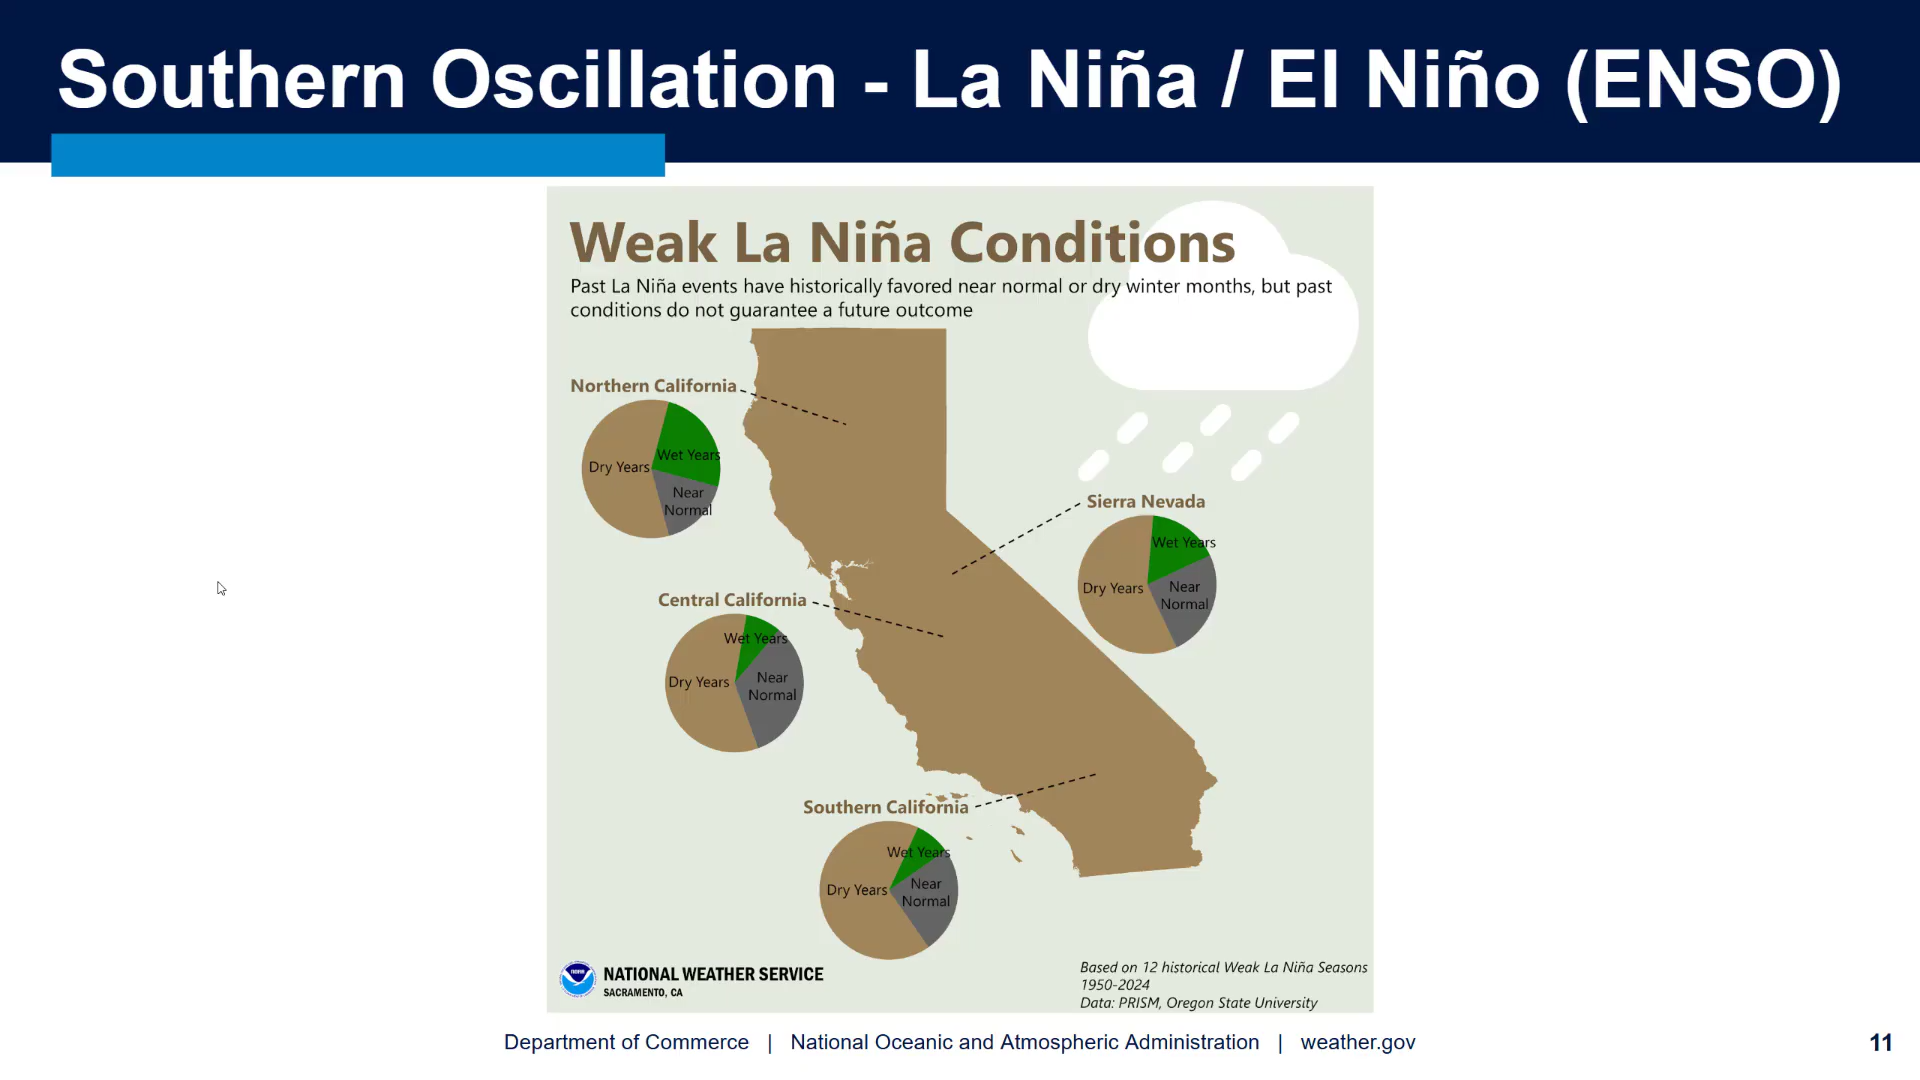 Southern Oscillation - La Niña / El Niño (ENSO)
Weak La Niña Conditions
Past La Niña events have historically favored near normal or dry winter months, but past
conditions do not guarantee a future outcome
Northern California
Wet Years
Dry Years
Near
Normal
Sierra Nevada
Wet Years
Dry Years
Near
Normal
Central California
Wet Years
Dry Years
Near
Normal
Southern California
Wet Years
Dry Years
Near
Normal
NATIONAL WEATHER SERVICE
SACRAMENTO, CA
Based on 12 historical Weak La Niña Seasons
1950-2024
Data: PRISM, Oregon State University
Department of Commerce | National Oceanic and Atmospheric Administration | weather.gov
11